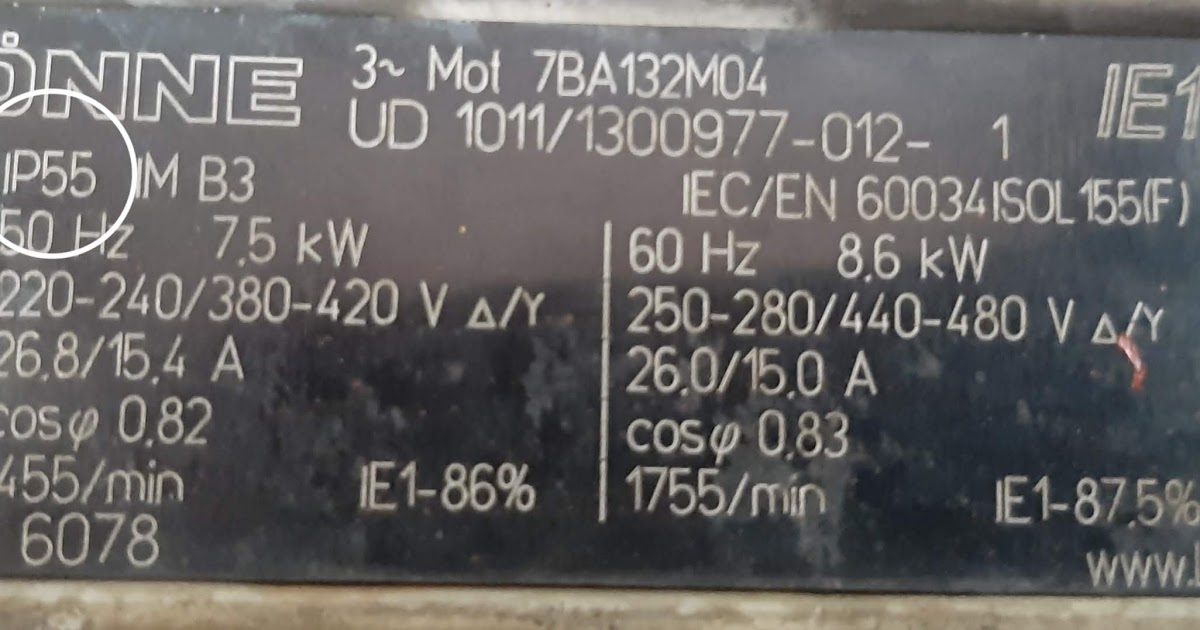 ÖNNE
3~ Mot 7BA132M04
IE1
UD 1011/1300977-012- 1
IP55 IM B3
IEC/EN 60034 ISOL 155(F)
50 Hz 7,5 kW
220-240/380-420 V Δ/Y
26,8/15,4 A
cosφ 0,82
455/min IE1-86%
6078
60 Hz 8,6 kW
250-280/440-480 V Δ/Y
26,0/15,0 A
cosφ 0,83
1755/min IE1-87,5%
www.